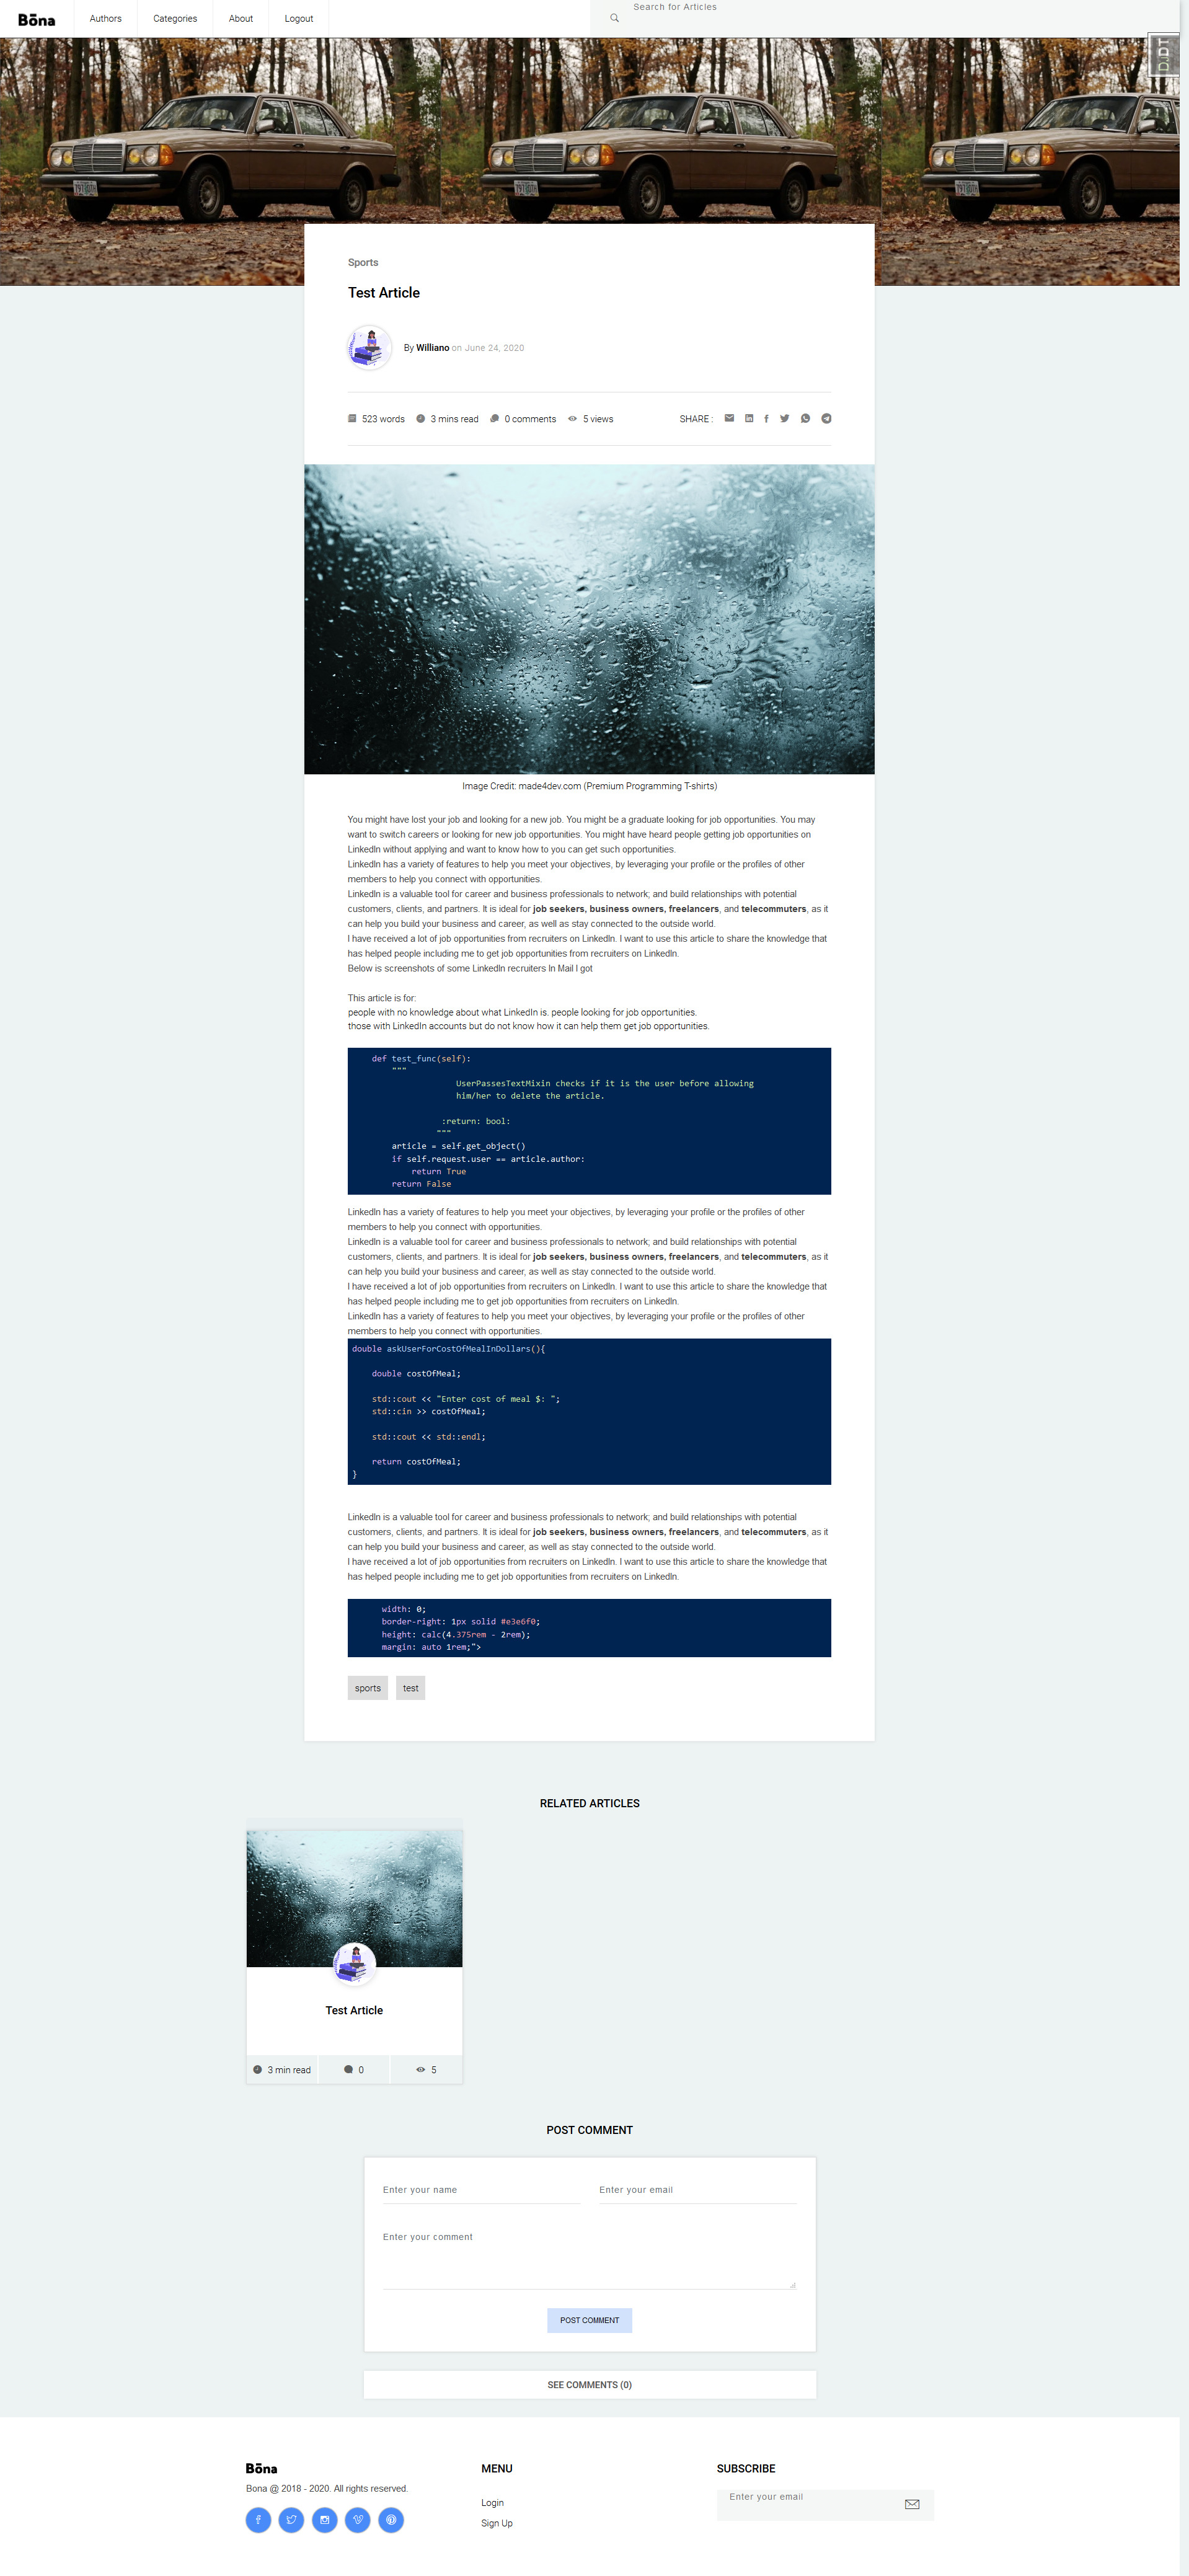 Bōna
Authors
Categories
About
Logout
Search for Articles
DJDT
Sports
Test Article
By Williano on June 24, 2020
523 words 3 mins read 0 comments 5 views SHARE :
Image Credit: made4dev.com (Premium Programming T-shirts)
You might have lost your job and looking for a new job. You might be a graduate looking for job opportunities. You may
want to switch careers or looking for new job opportunities. You might have heard people getting job opportunities on
LinkedIn without applying and want to know how to you can get such opportunities.
LinkedIn has a variety of features to help you meet your objectives, by leveraging your profile or the profiles of other
members to help you connect with opportunities.
LinkedIn is a valuable tool for career and business professionals to network; and build relationships with potential
customers, clients, and partners. It is ideal for job seekers, business owners, freelancers, and telecommuters, as it
can help you build your business and career, as well as stay connected to the outside world.
I have received a lot of job opportunities from recruiters on LinkedIn. I want to use this article to share the knowledge that
has helped people including me to get job opportunities from recruiters on LinkedIn.
Below is screenshots of some LinkedIn recruiters In Mail I got
This article is for:
people with no knowledge about what LinkedIn is. people looking for job opportunities.
those with LinkedIn accounts but do not know how it can help them get job opportunities.
def test_func(self):
"""
UserPassesTextMixin checks if it is the user before allowing
him/her to delete the article.
:return: bool:
"""
article = self.get_object()
if self.request.user == article.author:
return True
return False
LinkedIn has a variety of features to help you meet your objectives, by leveraging your profile or the profiles of other
members to help you connect with opportunities.
LinkedIn is a valuable tool for career and business professionals to network; and build relationships with potential
customers, clients, and partners. It is ideal for job seekers, business owners, freelancers, and telecommuters, as it
can help you build your business and career, as well as stay connected to the outside world.
I have received a lot of job opportunities from recruiters on LinkedIn. I want to use this article to share the knowledge that
has helped people including me to get job opportunities from recruiters on LinkedIn.
LinkedIn has a variety of features to help you meet your objectives, by leveraging your profile or the profiles of other
members to help you connect with opportunities.
double askUserForCostOfMealInDollars(){
double costOfMeal;
std::cout << "Enter cost of meal $: ";
std::cin >> costOfMeal;
std::cout << std::endl;
return costOfMeal;
}
LinkedIn is a valuable tool for career and business professionals to network; and build relationships with potential
customers, clients, and partners. It is ideal for job seekers, business owners, freelancers, and telecommuters, as it
can help you build your business and career, as well as stay connected to the outside world.
I have received a lot of job opportunities from recruiters on LinkedIn. I want to use this article to share the knowledge that
has helped people including me to get job opportunities from recruiters on LinkedIn.
width: 0;
border-right: 1px solid #e3e6f0;
height: calc(4.375rem - 2rem);
margin: auto 1rem;">
sports
test
RELATED ARTICLES
Test Article
3 min read
0
5
POST COMMENT
Enter your name
Enter your email
Enter your comment
POST COMMENT
SEE COMMENTS (0)
Bōna
Bona @ 2018 - 2020. All rights reserved.
MENU
Login
Sign Up
SUBSCRIBE
Enter your email